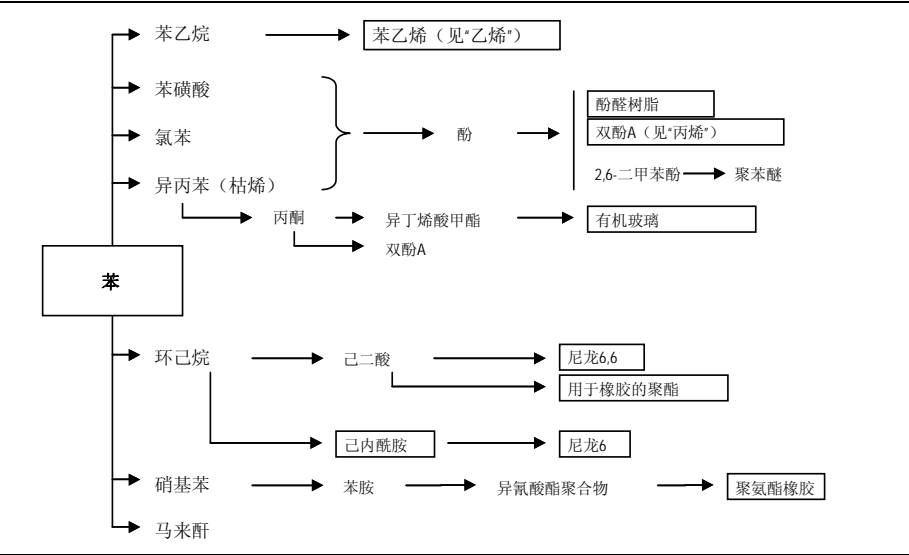 苯乙烷
苯乙烯（见“乙烯”）
苯磺酸
氯苯
异丙苯（枯烯）
酚
酚醛树脂
双酚A（见“丙烯”）
2,6-二甲苯酚
聚苯醚
丙酮
异丁烯酸甲酯
有机玻璃
双酚A
苯
环己烷
己二酸
尼龙6,6
用于橡胶的聚酯
己内酰胺
尼龙6
硝基苯
苯胺
异氰酸酯聚合物
聚氨酯橡胶
马来酐